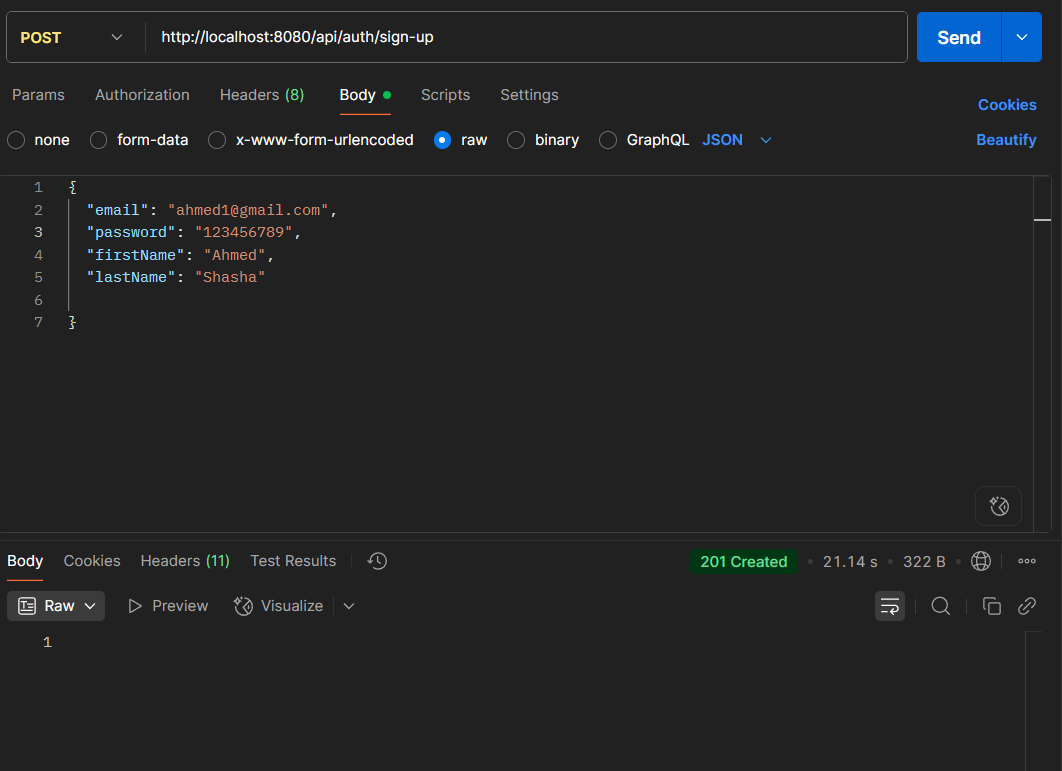 POST http://localhost:8080/api/auth/sign-up Send
Params Authorization Headers (8) Body Scripts Settings Cookies
none form-data x-www-form-urlencoded raw binary GraphQL JSON Beautify
1 {
2 "email": "ahmed1@gmail.com",
3 "password": "123456789",
4 "firstName": "Ahmed",
5 "lastName": "Shasha"
6
7 }
Body Cookies Headers (11) Test Results 201 Created • 21.14 s • 322 B •
Raw Preview Visualize
1